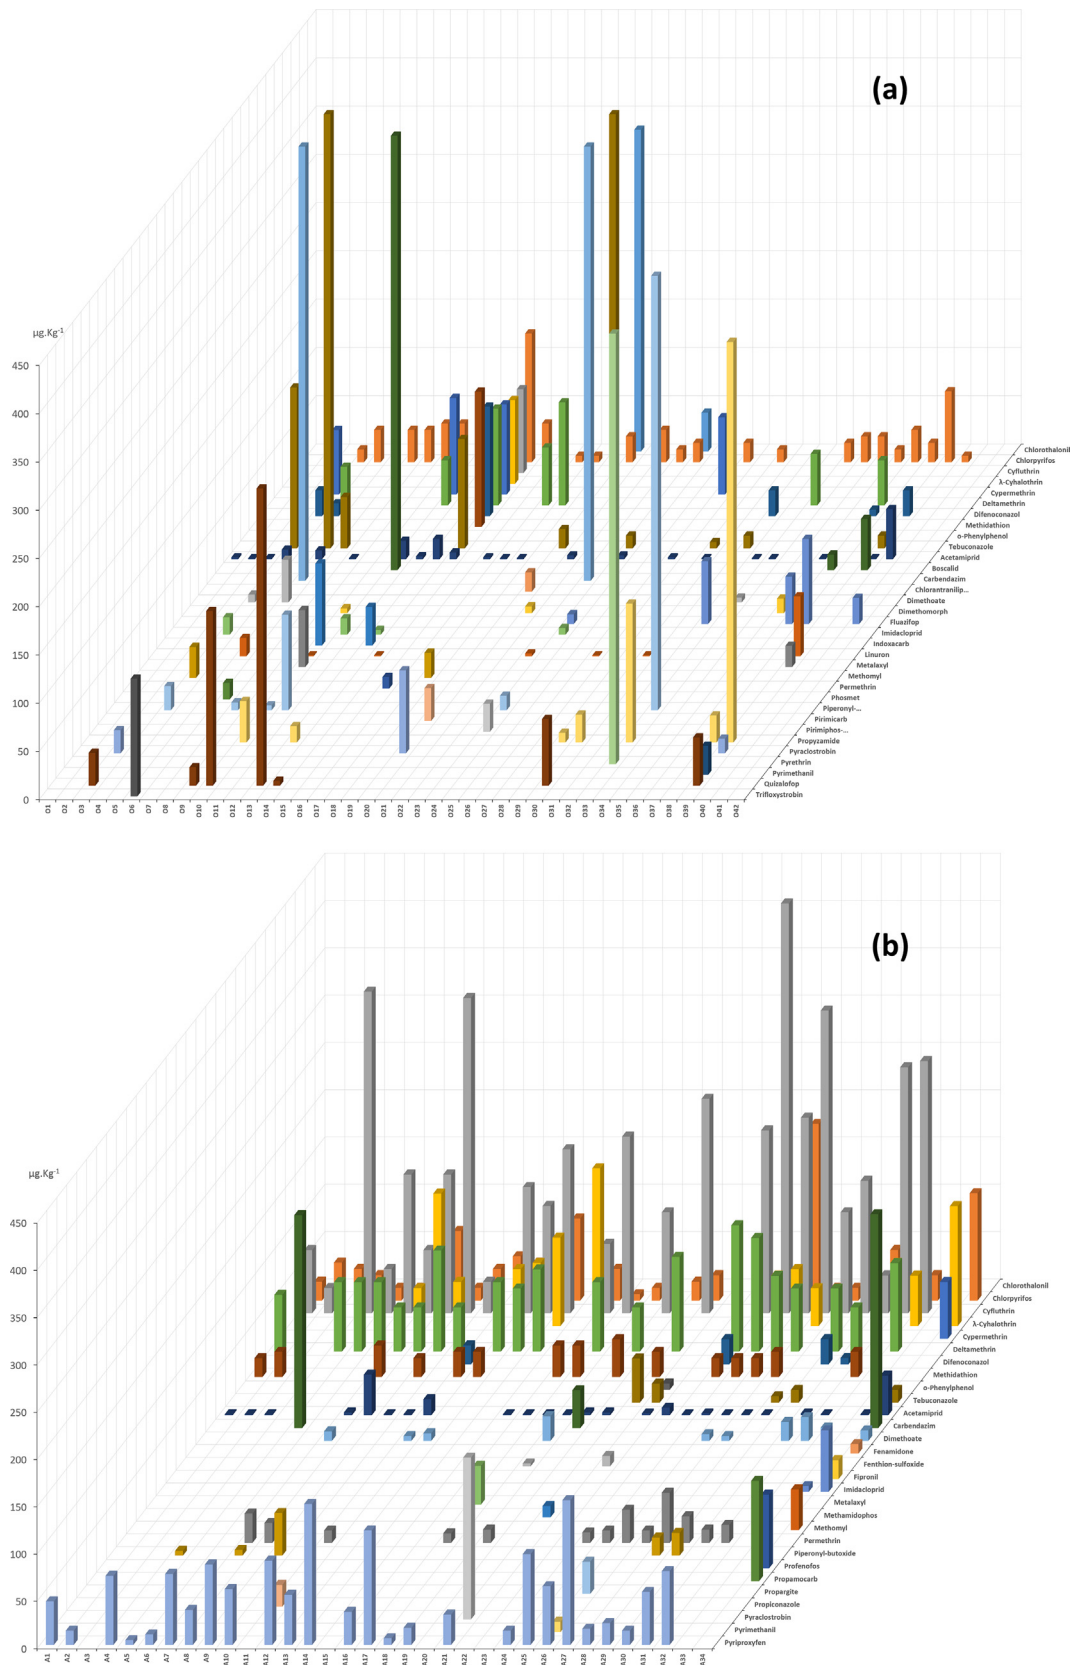 (a)
µg.Kg-1
450
400
350
300
250
200
150
100
50
0
O1
O2
O3
O4
O5
O6
O7
O8
O9
O10
O11
O12
O13
O14
O15
O16
O17
O18
O19
O20
O21
O22
O23
O24
O25
O26
O27
O28
O29
O30
O31
O32
O33
O34
O35
O36
O37
O38
O39
O40
O41
O42
Chlorothalonil
Chlorpyrifos
Cyfluthrin
λ-Cyhalothrin
Cypermethrin
Deltamethrin
Difenoconazol
Methidathion
o-Phenylphenol
Tebuconazole
Acetamiprid
Boscalid
Carbendazim
Chlorantranilip...
Dimethoate
Dimethomorph
Fluazifop
Imidacloprid
Indoxacarb
Linuron
Metalaxyl
Methomyl
Permethrin
Phosmet
Piperonyl-...
Pirimicarb
Pirimiphos-...
Propyzamide
Pyraclostrobin
Pyrethrin
Pyrimethanil
Quizalofop
Trifloxystrobin
(b)
µg.Kg-1
450
400
350
300
250
200
150
100
50
0
A1
A2
A3
A4
A5
A6
A7
A8
A9
A10
A11
A12
A13
A14
A15
A16
A17
A18
A19
A20
A21
A22
A23
A24
A25
A26
A27
A28
A29
A30
A31
A32
A33
A34
Chlorothalonil
Chlorpyrifos
Cyfluthrin
λ-Cyhalothrin
Cypermethrin
Deltamethrin
Difenoconazol
Methidathion
o-Phenylphenol
Tebuconazole
Acetamiprid
Carbendazim
Dimethoate
Fenamidone
Fenthion-sulfoxide
Fipronil
Imidacloprid
Metalaxyl
Methamidophos
Methomyl
Permethrin
Piperonyl-butoxide
Profenofos
Propamocarb
Propargite
Propiconazole
Pyraclostrobin
Pyrimethanil
Pyriproxyfen